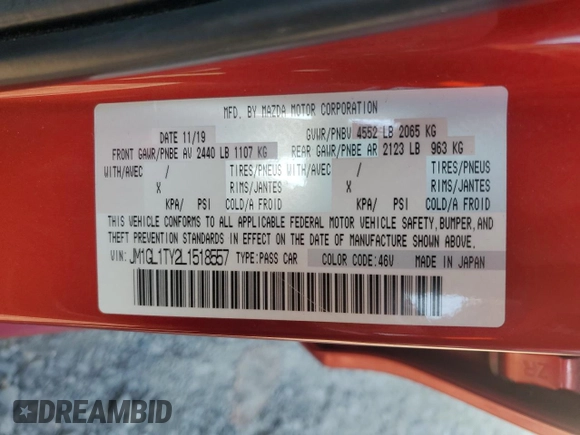 MFD. BY MAZDA MOTOR CORPORATION
DATE 11/19 GVWR/PNBV 4552 LB 2065 KG
FRONT GAWR/PNBE AV 2440 LB 1107 KG REAR GAWR/PNBE AR 2123 LB 963 KG
WITH/AVEC / TIRES/PNEUS WITH/AVEC / TIRES/PNEUS
X RIMS/JANTES X RIMS/JANTES
KPA/ PSI COLD/A FROID KPA/ PSI COLD/A FROID
THIS VEHICLE CONFORMS TO ALL APPLICABLE FEDERAL MOTOR VEHICLE SAFETY, BUMPER, AND
THEFT PREVENTION STANDARDS IN EFFECT ON THE DATE OF MANUFACTURE SHOWN ABOVE.
VIN: JM1GL1TY2L1518557 TYPE:PASS CAR COLOR CODE:46V MADE IN JAPAN
DREAMBID